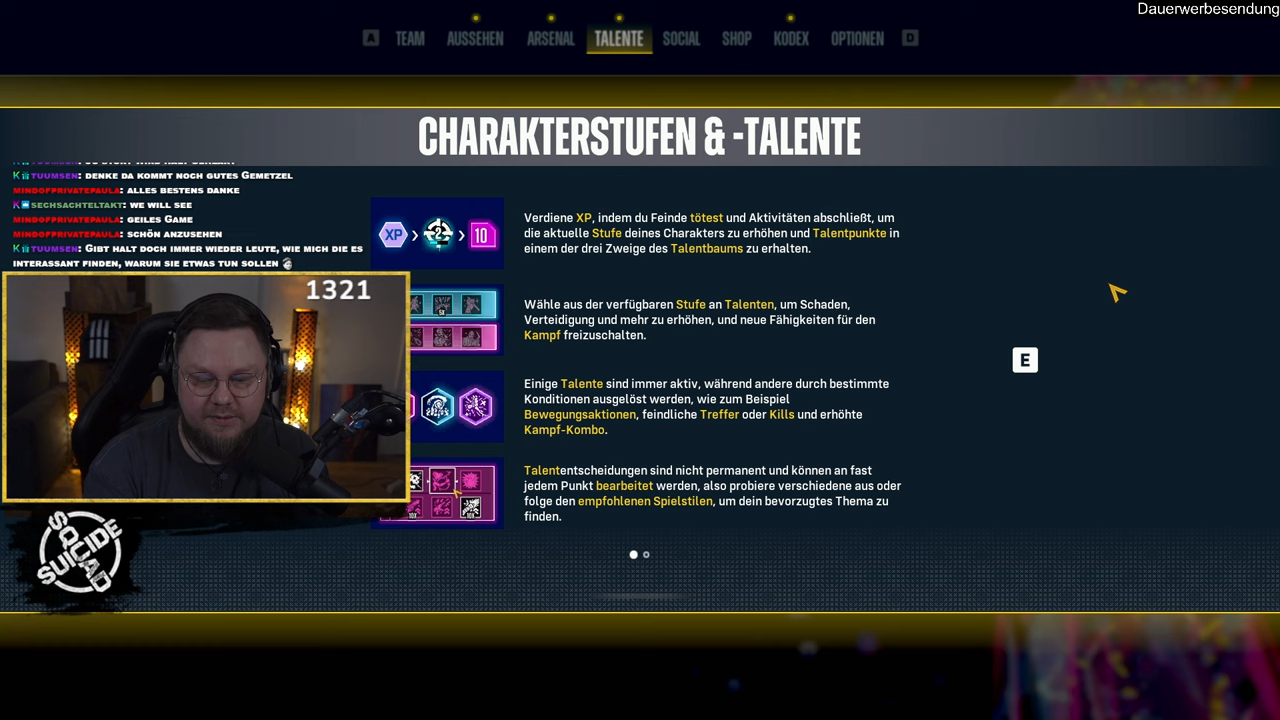 Dauerwerbesendung
A TEAM AUSSEHEN ARSENAL TALENTE SOCIAL SHOP KODEX OPTIONEN D
CHARAKTERSTUFEN & -TALENTE
TUUMSEN: DENKE DA KOMMT NOCH GUTES GEMETZEL
MINDOFPRIVATEPAULA: ALLES BESTENS DANKE
SECHSACHTELTAKT: WE WILL SEE
MINDOFPRIVATEPAULA: GEILES GAME
MINDOFPRIVATEPAULA: SCHÖN ANZUSEHEN
TUUMSEN: GIBT HALT DOCH IMMER WIEDER LEUTE, WIE MICH DIE ES
INTERASSANT FINDEN, WARUM SIE ETWAS TUN SOLLEN
1321
XP > 2 > 10
Verdiene XP, indem du Feinde tötest und Aktivitäten abschließt, um
die aktuelle Stufe deines Charakters zu erhöhen und Talentpunkte in
einem der drei Zweige des Talentbaums zu erhalten.
Wähle aus der verfügbaren Stufe an Talenten, um Schaden,
Verteidigung und mehr zu erhöhen, und neue Fähigkeiten für den
Kampf freizuschalten.
E
Einige Talente sind immer aktiv, während andere durch bestimmte
Konditionen ausgelöst werden, wie zum Beispiel
Bewegungsaktionen, feindliche Treffer oder Kills und erhöhte
Kampf-Kombo.
Talententscheidungen sind nicht permanent und können an fast
jedem Punkt bearbeitet werden, also probiere verschiedene aus oder
folge den empfohlenen Spielstilen, um dein bevorzugtes Thema zu
finden.
SUICIDE SQUAD